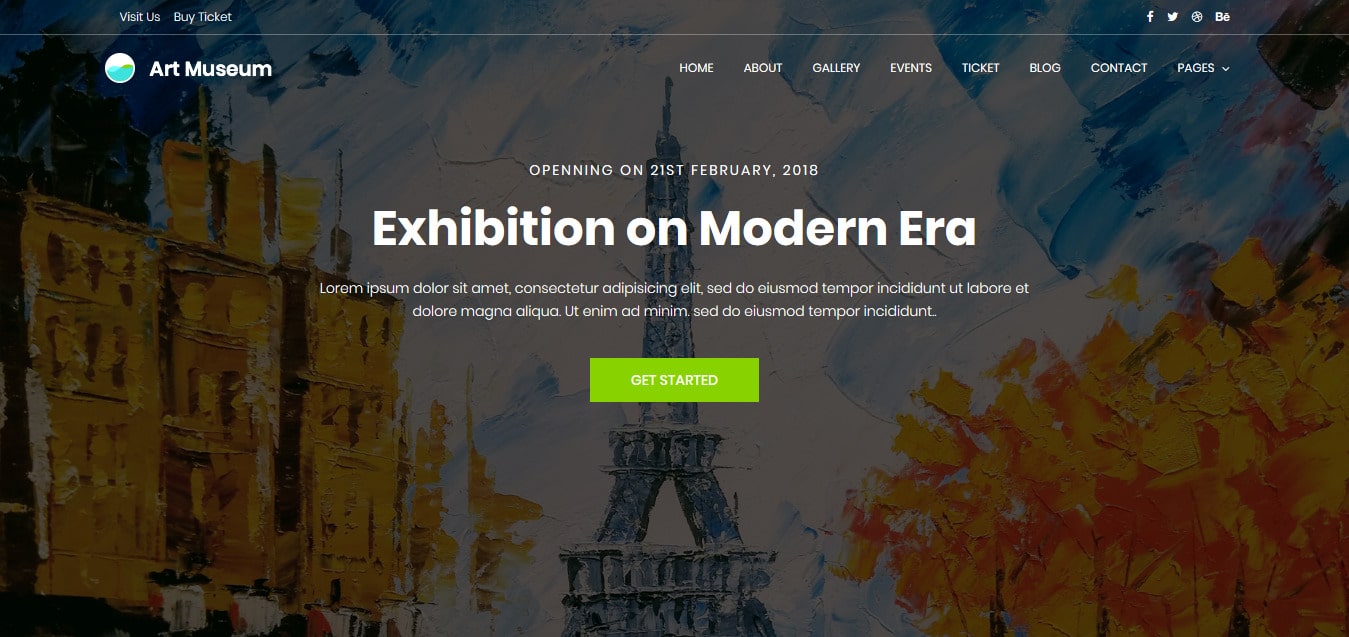 Visit Us Buy Ticket
Bē
Art Museum
HOME ABOUT GALLERY EVENTS TICKET BLOG CONTACT PAGES
OPENNING ON 21ST FEBRUARY, 2018
Exhibition on Modern Era
Lorem ipsum dolor sit amet, consectetur adipisicing elit, sed do eiusmod tempor incididunt ut labore et
dolore magna aliqua. Ut enim ad minim. sed do eiusmod tempor incididunt..
GET STARTED